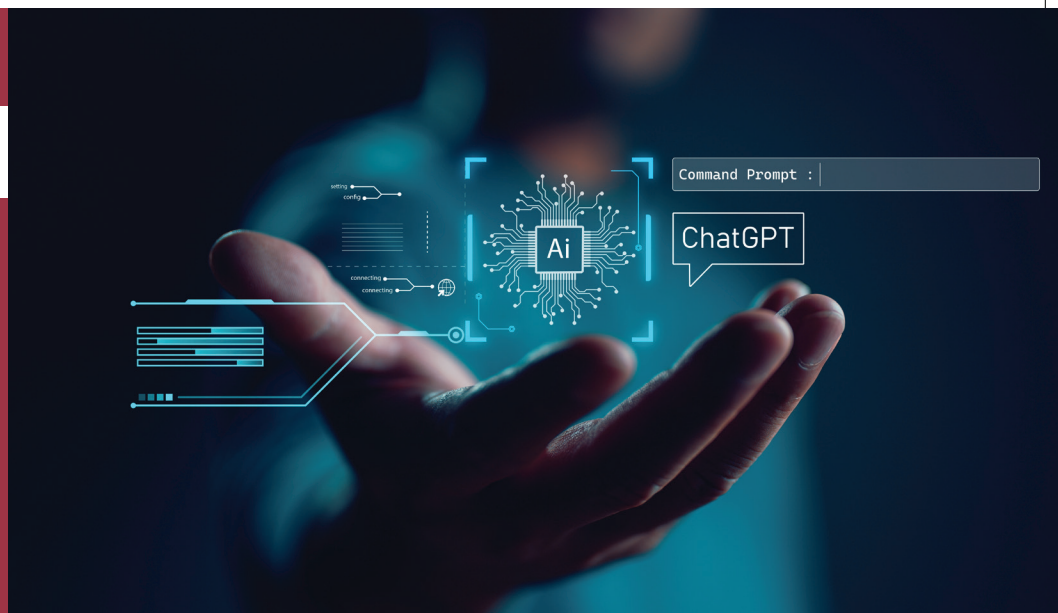 setting
config
connecting
connecting
Ai
Command Prompt :
ChatGPT